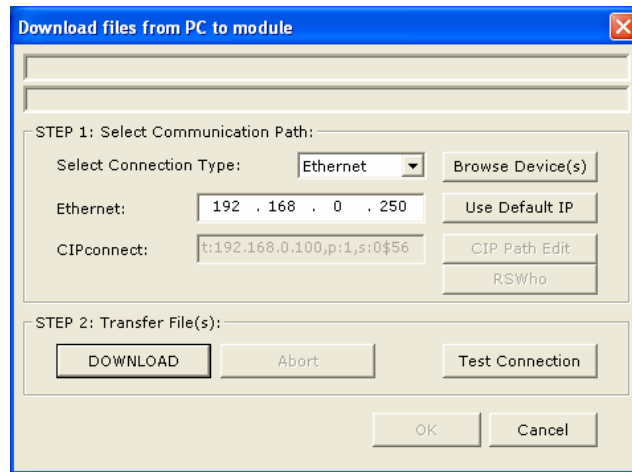 Download files from PC to module
STEP 1: Select Communication Path:
Select Connection Type: Ethernet Browse Device(s)
Ethernet: 192 . 168 . 0 . 250 Use Default IP
CIPconnect: t:192.168.0.100,p:1,s:0$56 CIP Path Edit
RSWho
STEP 2: Transfer File(s):
DOWNLOAD Abort Test Connection
OK Cancel